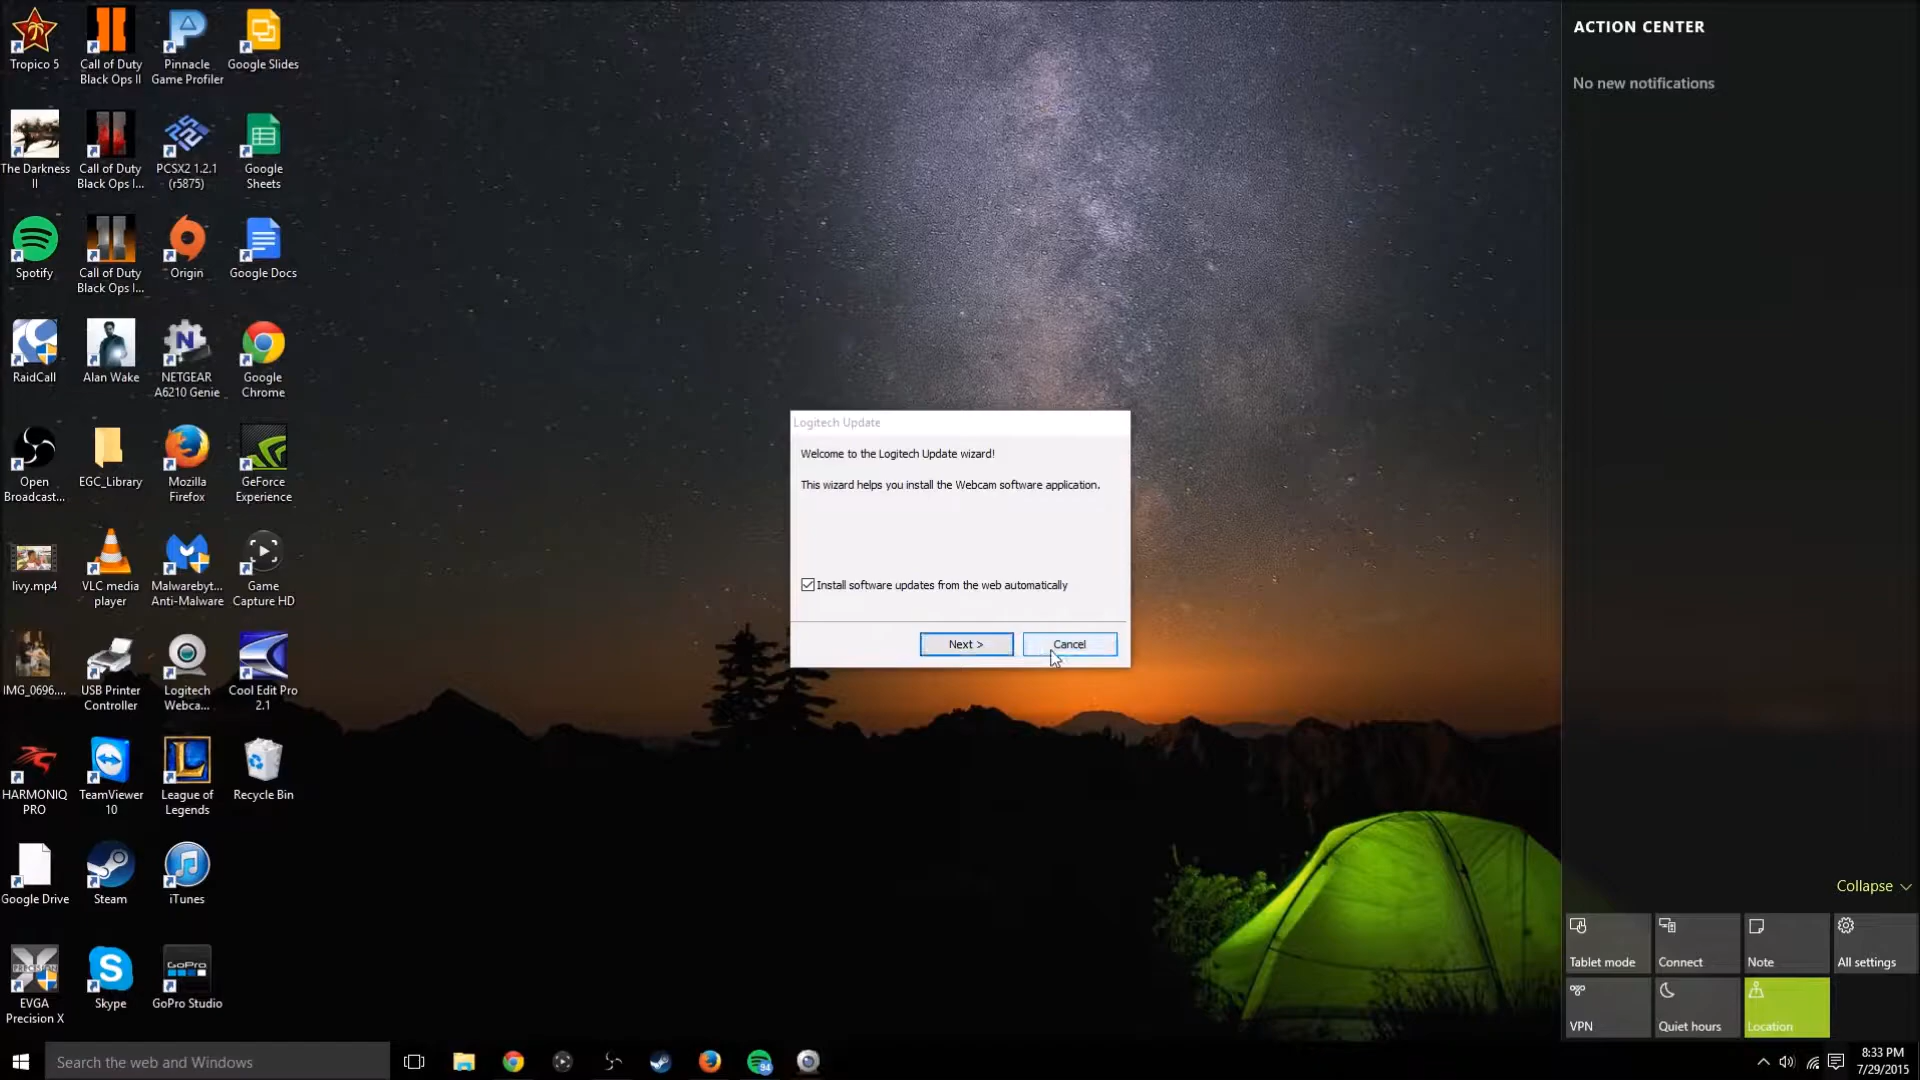 Tropico 5
Call of Duty
Black Ops II
Pinnacle
Game Profiler
Google Slides
The Darkness
II
Call of Duty
Black Ops I...
PCSX2 1.2.1
(r5875)
Google
Sheets
Spotify
Call of Duty
Black Ops I...
Origin
Google Docs
RaidCall
Alan Wake
NETGEAR
A6210 Genie
Google
Chrome
Open
Broadcast...
EGC_Library
Mozilla
Firefox
GeForce
Experience
livy.mp4
VLC media
player
Malwarebyt...
Anti-Malware
Game
Capture HD
IMG_0696....
USB Printer
Controller
Logitech
Webca...
Cool Edit Pro
2.1
HARMONIQ
PRO
TeamViewer
10
League of
Legends
Recycle Bin
Google Drive
Steam
iTunes
PRECISION
EVGA
Precision X
Skype
GoPro
GoPro Studio
Logitech Update
Welcome to the Logitech Update wizard!
This wizard helps you install the Webcam software application.
Install software updates from the web automatically
Next >
Cancel
ACTION CENTER
No new notifications
Collapse
Tablet mode
Connect
Note
All settings
VPN
Quiet hours
Location
Search the web and Windows
94
8:33 PM
7/29/2015